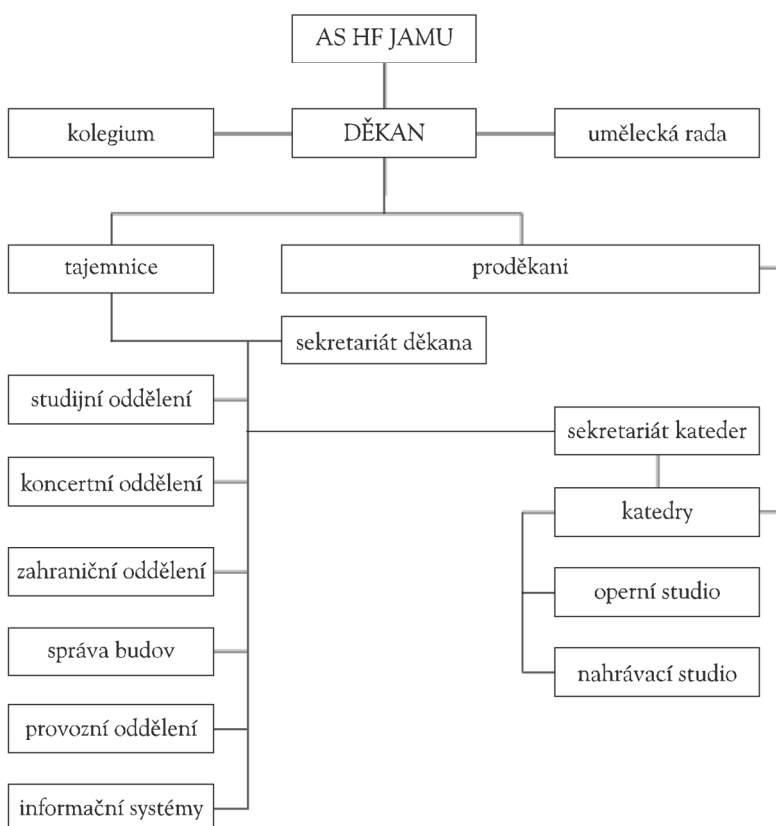 AS HF JAMU
kolegium
DĚKAN
umělecká rada
tajemnice
proděkani
sekretariát děkana
studijní oddělení
sekretariát kateder
koncertní oddělení
katedry
zahraniční oddělení
operní studio
správa budov
nahrávací studio
provozní oddělení
informační systémy